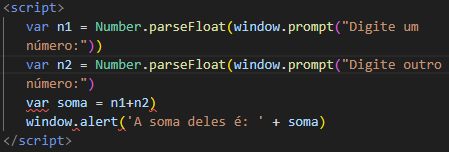 <script>
var n1 = Number.parseFloat(window.prompt("Digite um
número:"))
var n2 = Number.parseFloat(window.prompt("Digite outro
número:")
var soma = n1+n2)
window.alert('A soma deles é: ' + soma)
</script>